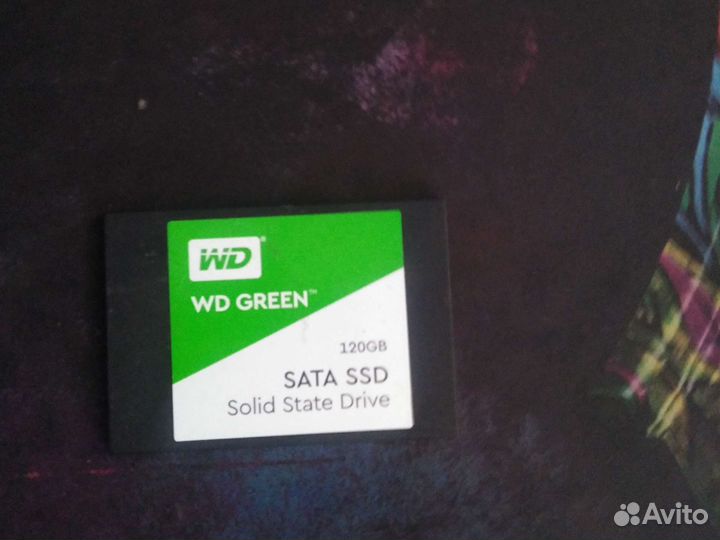 WD®
WD GREEN™
120GB
SATA SSD
Solid State Drive
Avito